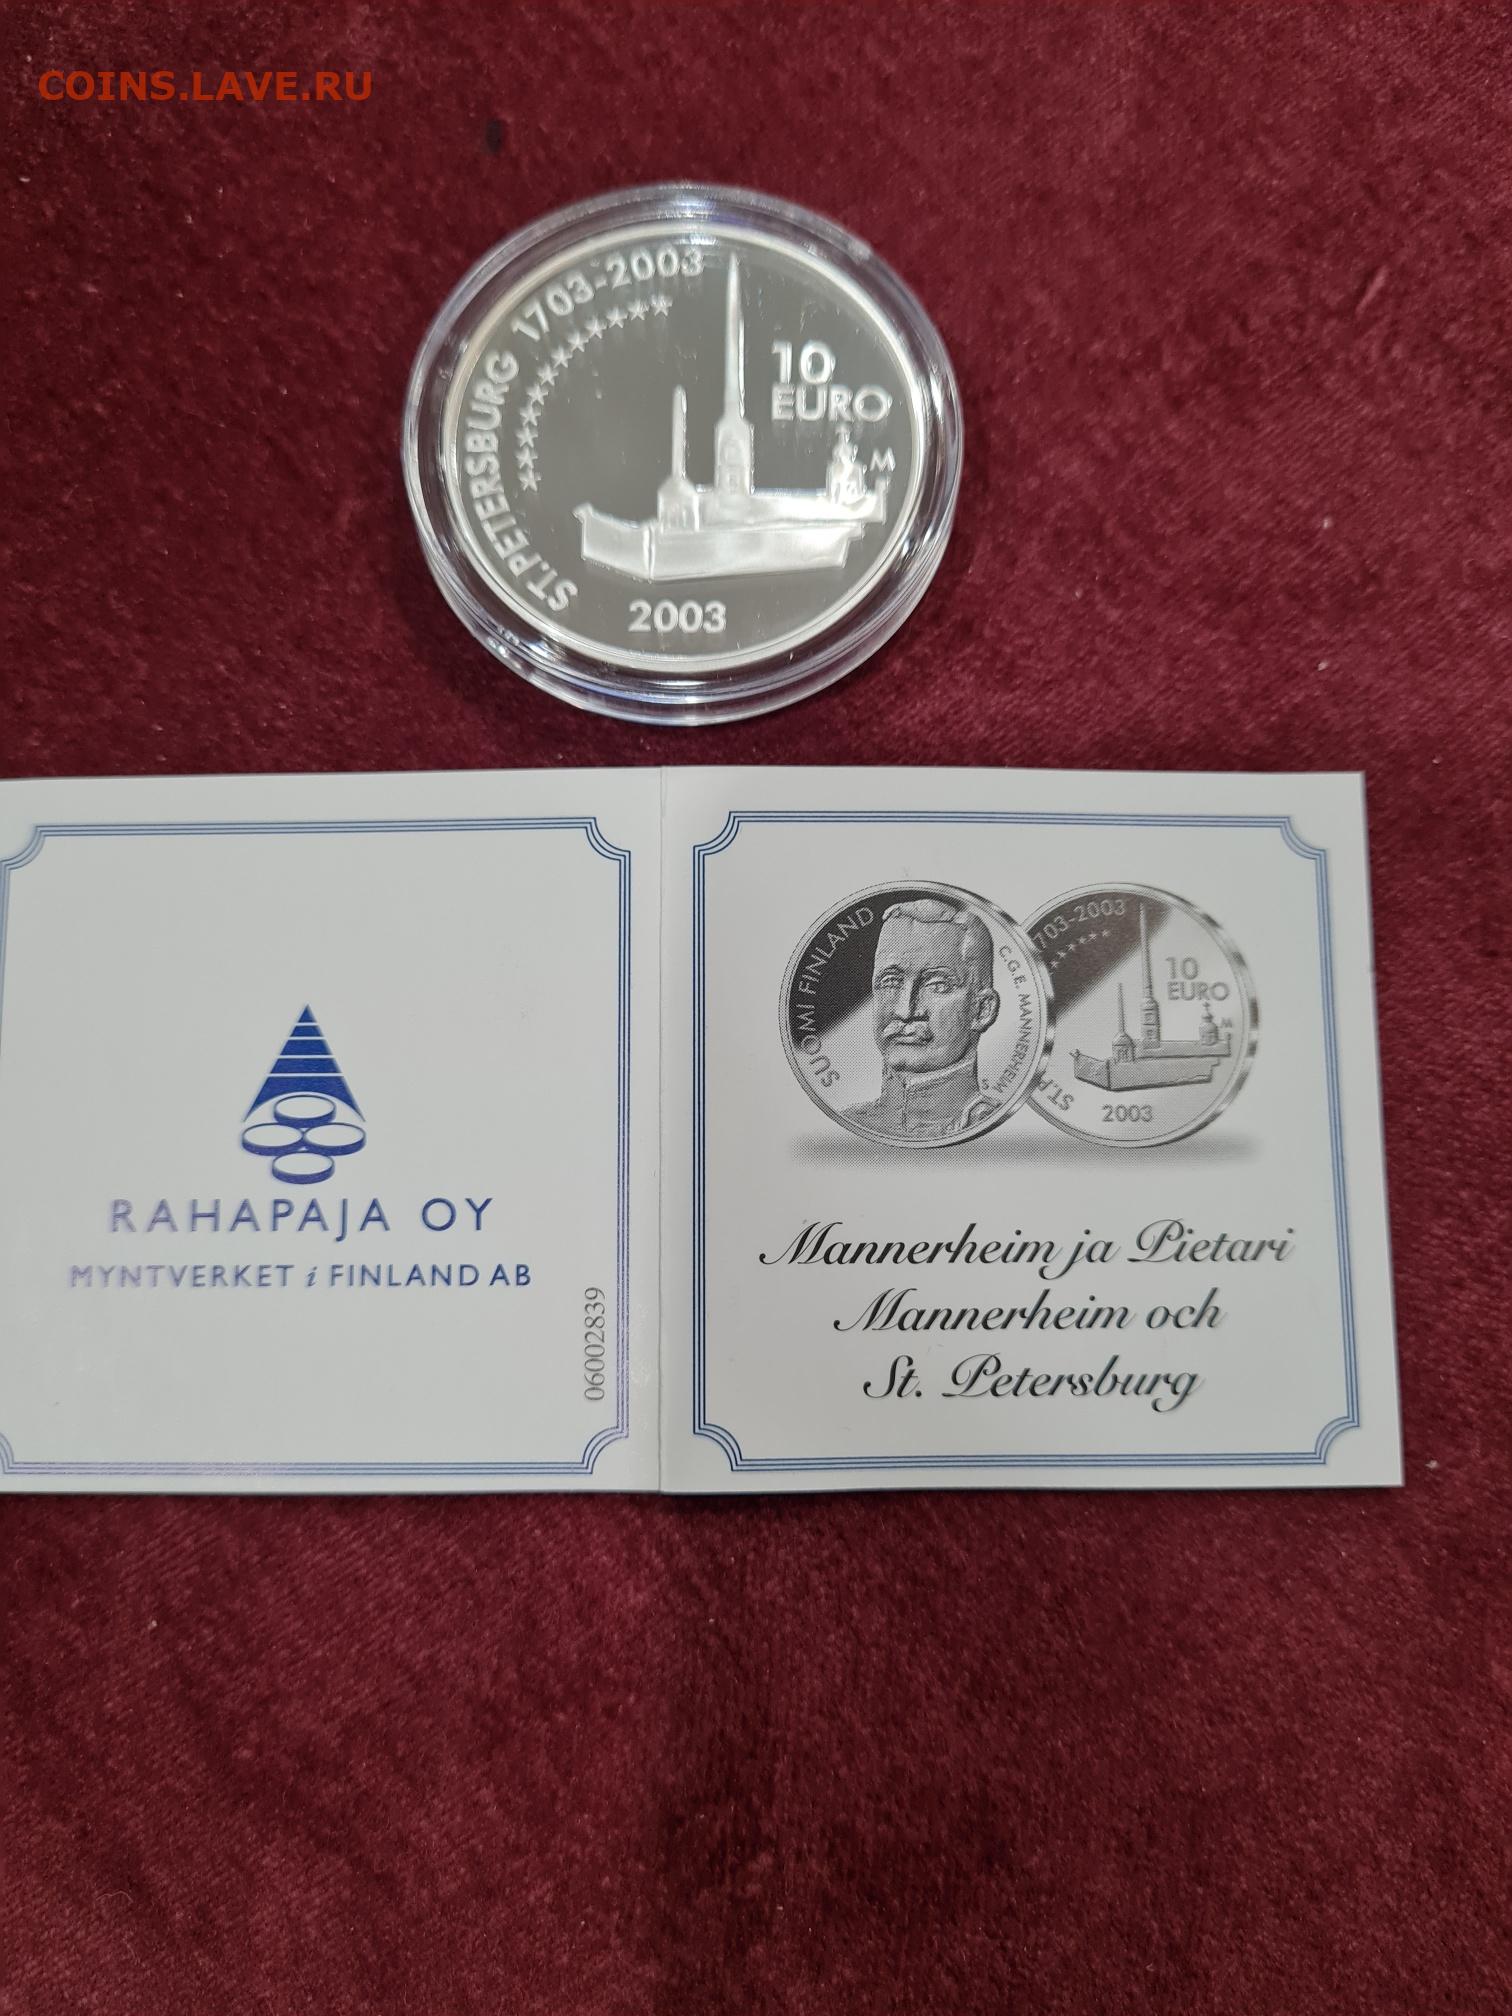 COINS.LAVE.RU
ST.PETERSBURG 1703-2003
10
EURO
M
2003
RAHAPAJA OY
MYNTVERKET i FINLAND AB
06002839
SUOMI FINLAND
C.G.E. MANNERHEIM
S
703-2003
10
EURO
M
ST.P
2003
Mannerheim ja Pietari
Mannerheim och
St. Petersburg